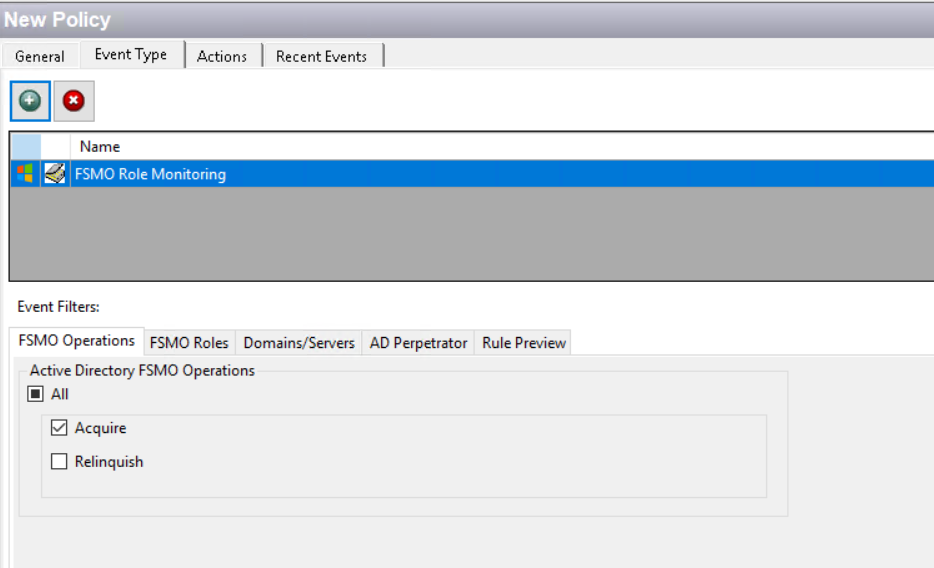 New Policy
General Event Type Actions Recent Events
Name
FSMO Role Monitoring
Event Filters:
FSMO Operations FSMO Roles Domains/Servers AD Perpetrator Rule Preview
Active Directory FSMO Operations
All
Acquire
Relinquish